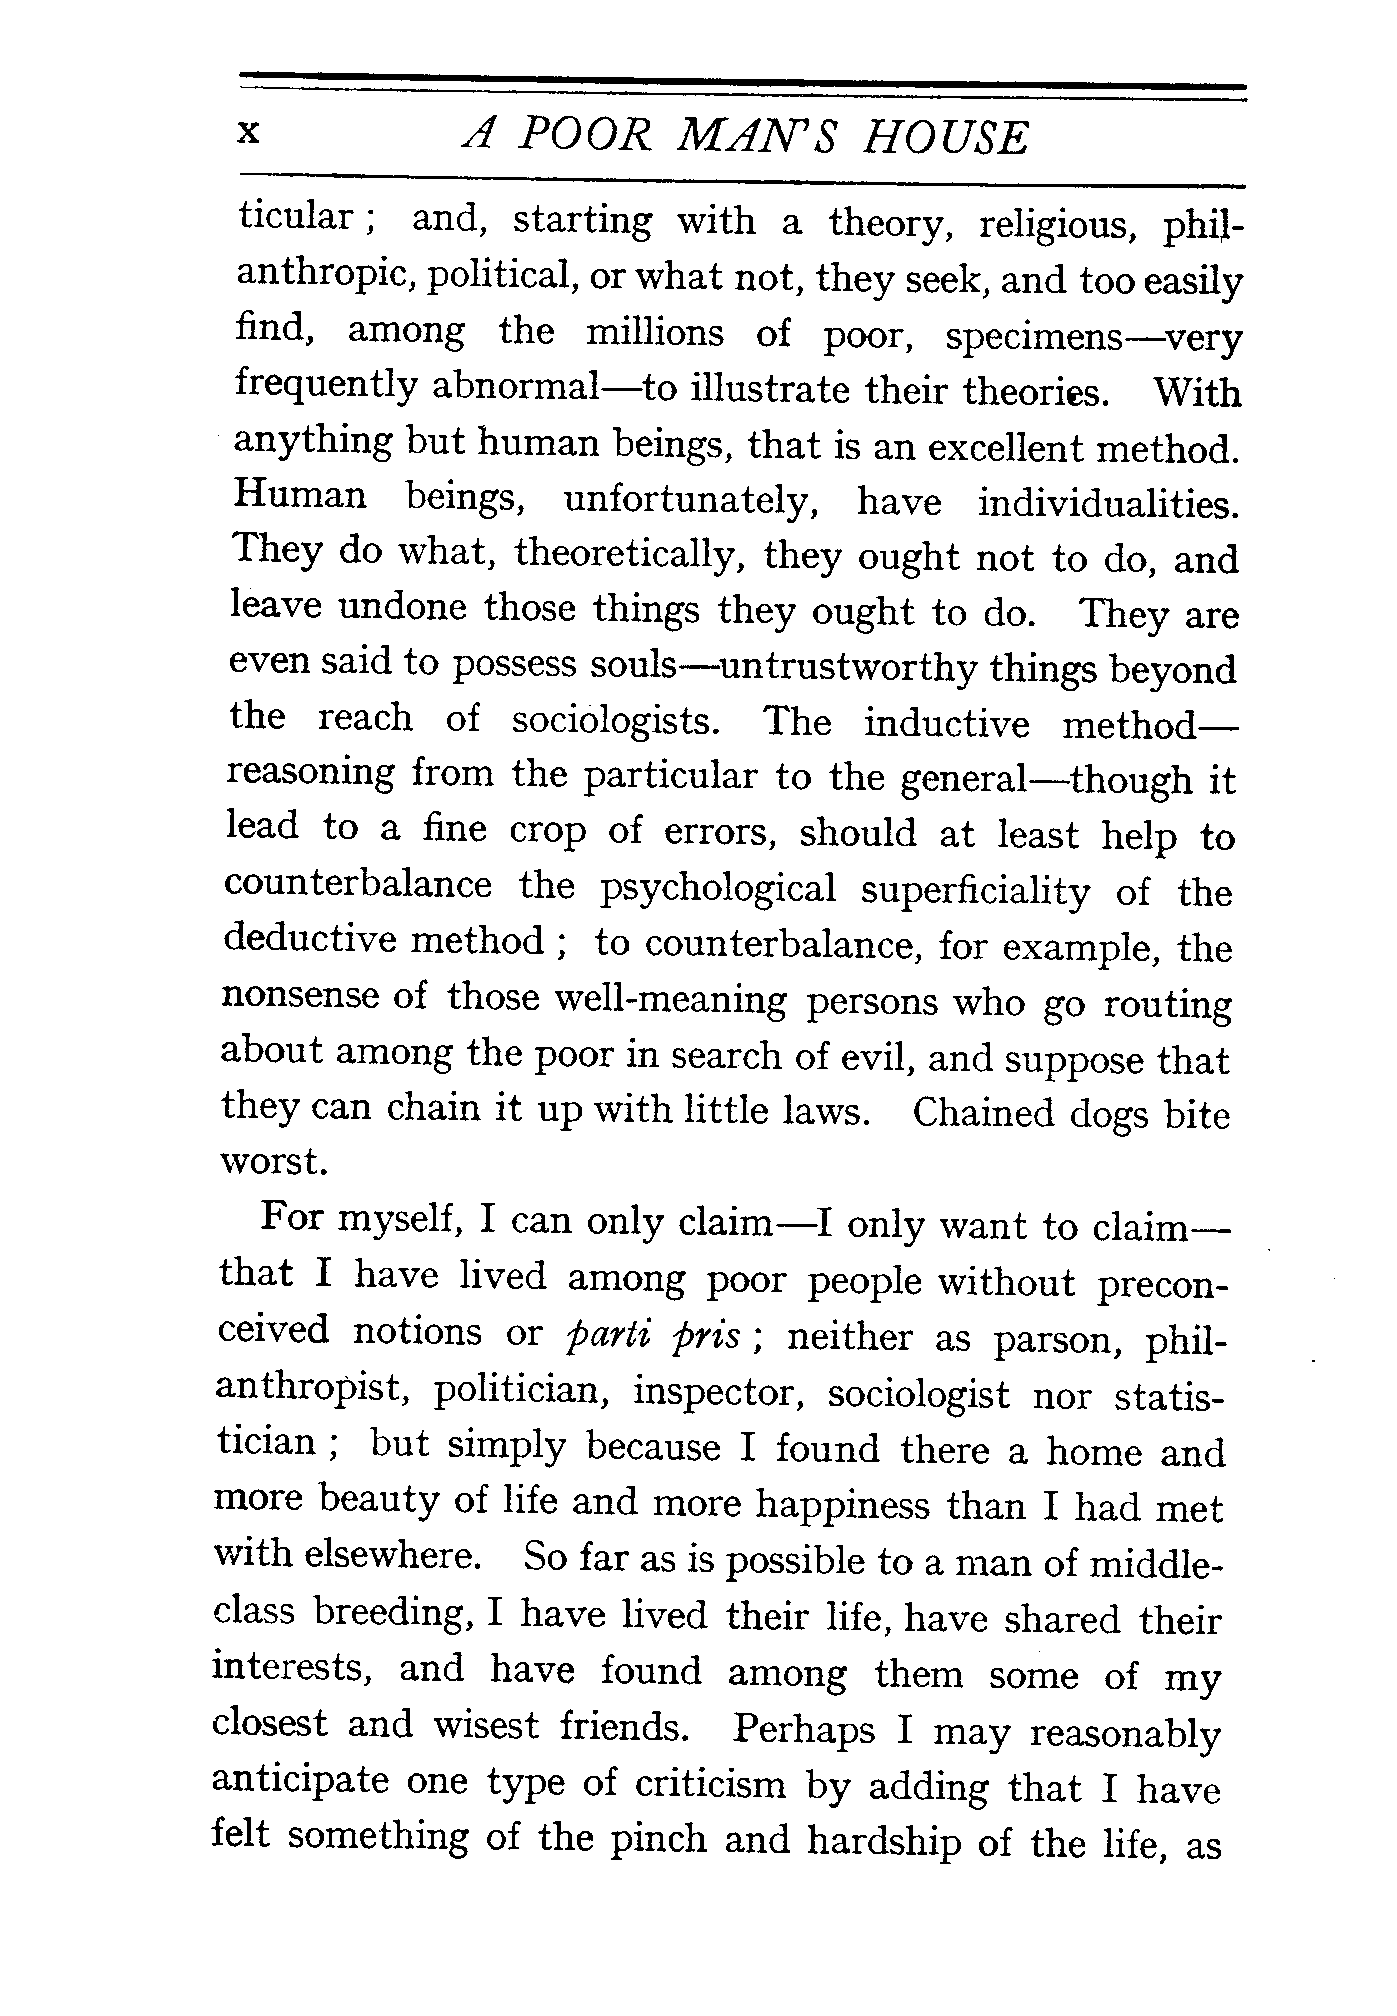 x A POOR MAN'S HOUSE
ticular ; and, starting with a theory, religious, phil-
anthropic, political, or what not, they seek, and too easily
find, among the millions of poor, specimens—very
frequently abnormal—to illustrate their theories. With
anything but human beings, that is an excellent method.
Human beings, unfortunately, have individualities.
They do what, theoretically, they ought not to do, and
leave undone those things they ought to do. They are
even said to possess souls—untrustworthy things beyond
the reach of sociologists. The inductive method—
reasoning from the particular to the general—though it
lead to a fine crop of errors, should at least help to
counterbalance the psychological superficiality of the
deductive method ; to counterbalance, for example, the
nonsense of those well-meaning persons who go routing
about among the poor in search of evil, and suppose that
they can chain it up with little laws. Chained dogs bite
worst.
For myself, I can only claim—I only want to claim—
that I have lived among poor people without precon-
ceived notions or parti pris ; neither as parson, phil-
anthropist, politician, inspector, sociologist nor statis-
tician ; but simply because I found there a home and
more beauty of life and more happiness than I had met
with elsewhere. So far as is possible to a man of middle-
class breeding, I have lived their life, have shared their
interests, and have found among them some of my
closest and wisest friends. Perhaps I may reasonably
anticipate one type of criticism by adding that I have
felt something of the pinch and hardship of the life, as